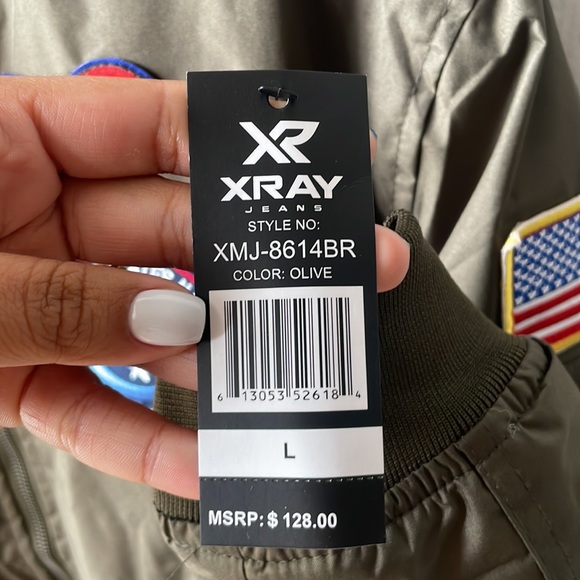 XR
XRAY
JEANS
STYLE NO:
XMJ-8614BR
COLOR: OLIVE
6 13053 52618 4
L
MSRP: $ 128.00